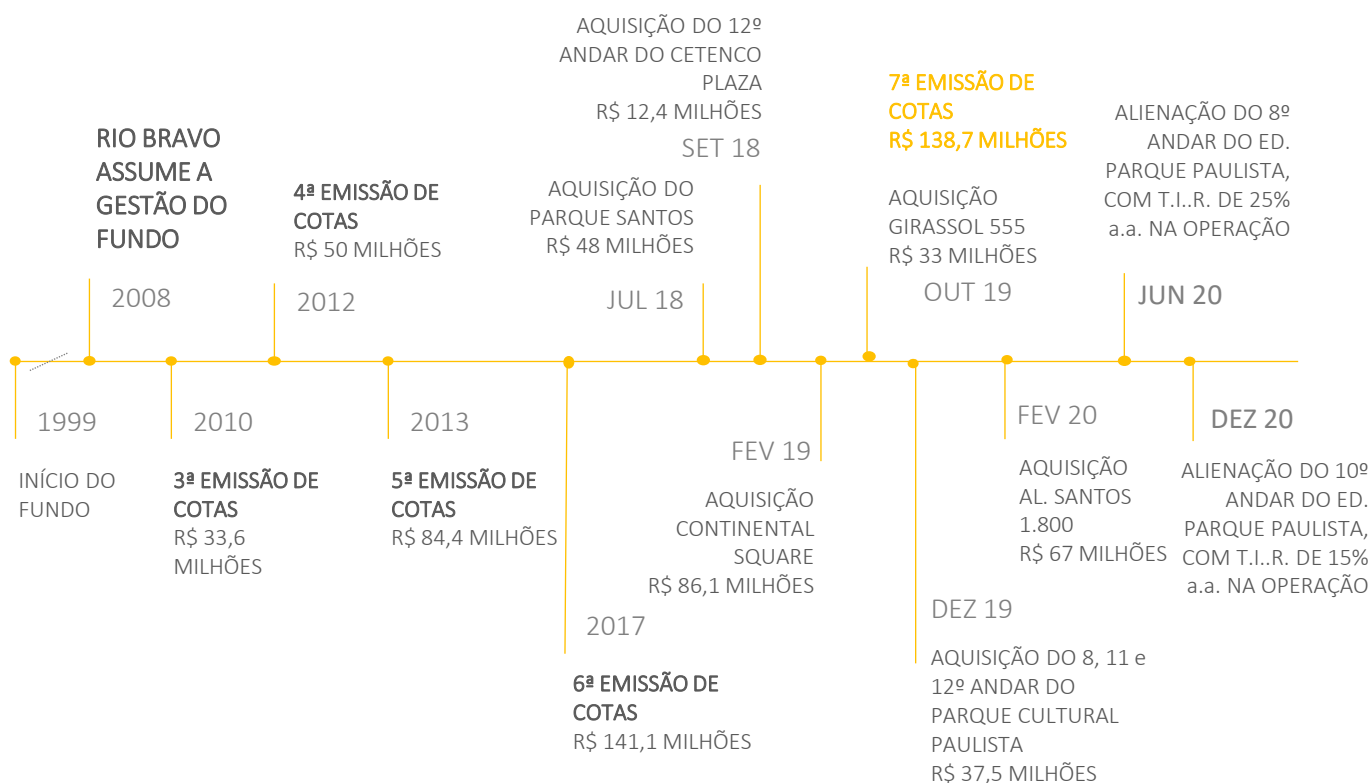 RIO BRAVO
ASSUME A
GESTÃO DO
FUNDO
2008
4ª EMISSÃO DE
COTAS
R$ 50 MILHÕES
2012
AQUISIÇÃO DO
PARQUE SANTOS
R$ 48 MILHÕES
JUL 18
AQUISIÇÃO DO 12º
ANDAR DO CETENCO
PLAZA
R$ 12,4 MILHÕES
SET 18
7ª EMISSÃO DE
COTAS
R$ 138,7 MILHÕES
AQUISIÇÃO
GIRASSOL 555
R$ 33 MILHÕES
OUT 19
ALIENAÇÃO DO 8º
ANDAR DO ED.
PARQUE PAULISTA,
COM T.I..R. DE 25%
a.a. NA OPERAÇÃO
JUN 20
1999
INÍCIO DO
FUNDO
2010
3ª EMISSÃO DE
COTAS
R$ 33,6
MILHÕES
2013
5ª EMISSÃO DE
COTAS
R$ 84,4 MILHÕES
2017
6ª EMISSÃO DE
COTAS
R$ 141,1 MILHÕES
FEV 19
AQUISIÇÃO
CONTINENTAL
SQUARE
R$ 86,1 MILHÕES
DEZ 19
AQUISIÇÃO DO 8, 11 e
12º ANDAR DO
PARQUE CULTURAL
PAULISTA
R$ 37,5 MILHÕES
FEV 20
AQUISIÇÃO
AL. SANTOS
1.800
R$ 67 MILHÕES
DEZ 20
ALIENAÇÃO DO 10º
ANDAR DO ED.
PARQUE PAULISTA,
COM T.I..R. DE 15%
a.a. NA OPERAÇÃO